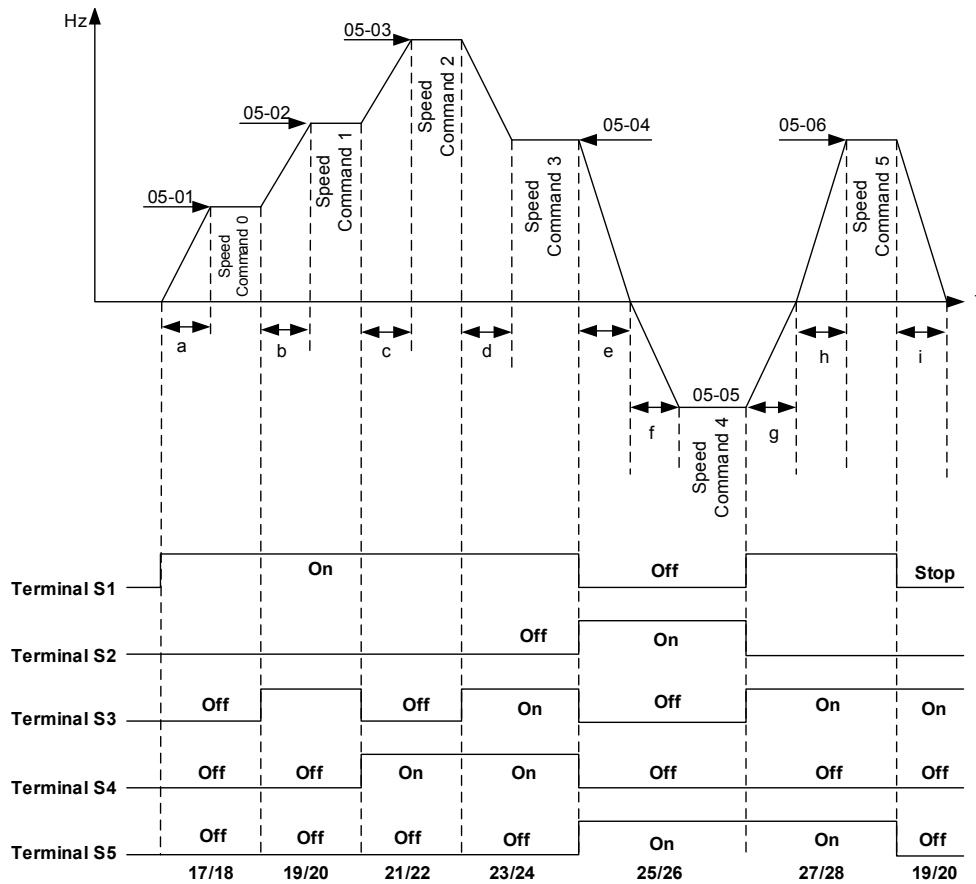 Hz
05-03
05-02
05-04
05-06
05-01
Speed Command 0
Speed Command 1
Speed Command 2
Speed Command 3
Speed Command 5
a
b
c
d
e
h
i
05-05
f
g
Speed Command 4
Terminal S1 On Off Stop
Terminal S2 Off On
Terminal S3 Off Off On Off On On
Terminal S4 Off Off On On Off Off Off
Terminal S5 Off Off Off Off On On Off
17/18 19/20 21/22 23/24 25/26 27/28 19/20